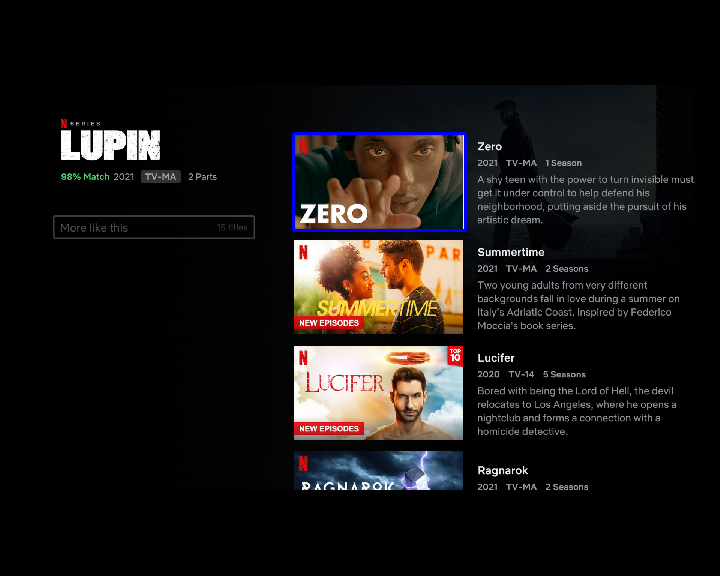 N SERIES
LUPIN
98% Match 2021 TV-MA 2 Parts
More like this 15 titles
N
ZERO
Zero
2021 TV-MA 1 Season
A shy teen with the power to turn invisible must
get it under control to help defend his
neighborhood, putting aside the pursuit of his
artistic dream.
N
PAR
SUMMERTIME
NEW EPISODES
Summertime
2021 TV-MA 2 Seasons
Two young adults from very different
backgrounds fall in love during a summer on
Italy's Adriatic Coast. Inspired by Federico
Moccia's book series.
N
TOP
10
LUCIFER
NEW EPISODES
Lucifer
2020 TV-14 5 Seasons
Bored with being the Lord of Hell, the devil
relocates to Los Angeles, where he opens a
nightclub and forms a connection with a
homicide detective.
N
RAGNAROK
Ragnarok
2021 TV-MA 2 Seasons